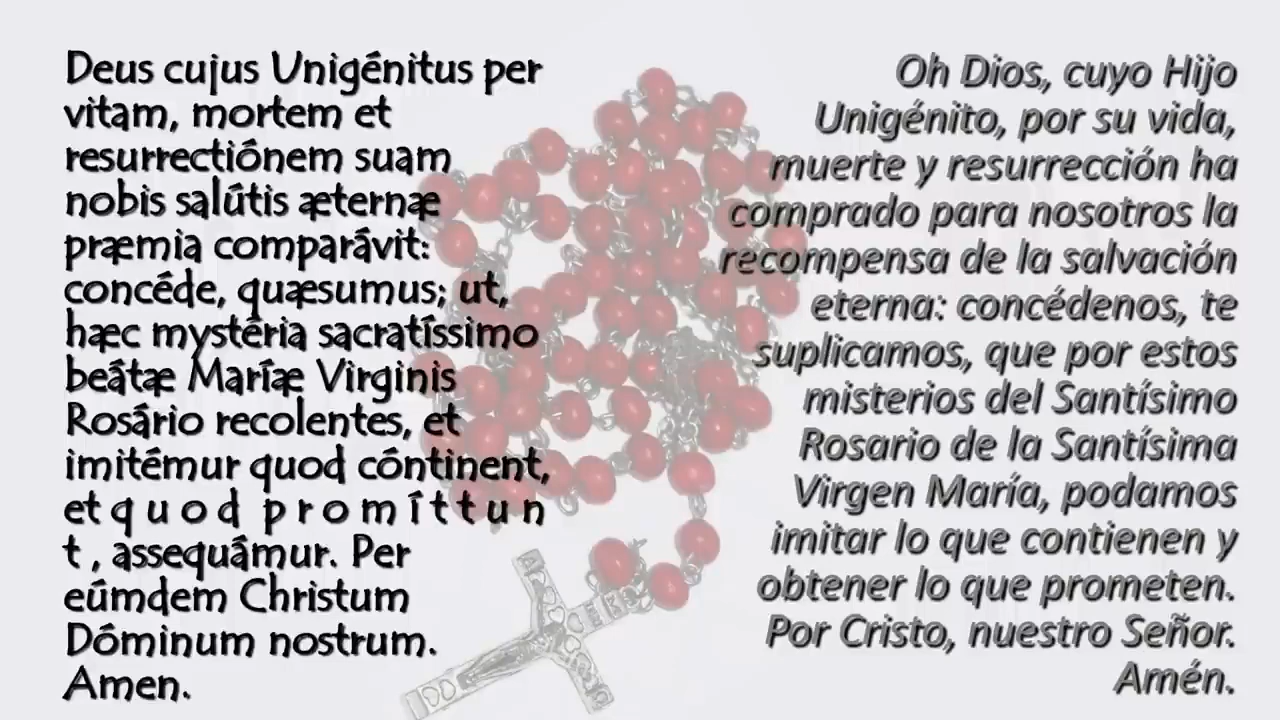 Deus cujus Unigénitus per
vitam, mortem et
resurrectiónem suam
nobis salútis æternæ
præmia comparávit:
concéde, quæsumus; ut,
hæc mystéria sacratíssimo
beátæ Maríæ Virginis
Rosário recolentes, et
imitémur quod cóntinent,
et q u o d p r o m í t t u n
t , assequámur. Per
eúmdem Christum
Dóminum nostrum.
Amen.
Oh Dios, cuyo Hijo
Unigénito, por su vida,
muerte y resurrección ha
comprado para nosotros la
recompensa de la salvación
eterna: concédenos, te
suplicamos, que por estos
misterios del Santísimo
Rosario de la Santísima
Virgen María, podamos
imitar lo que contienen y
obtener lo que prometen.
Por Cristo, nuestro Señor.
Amén.